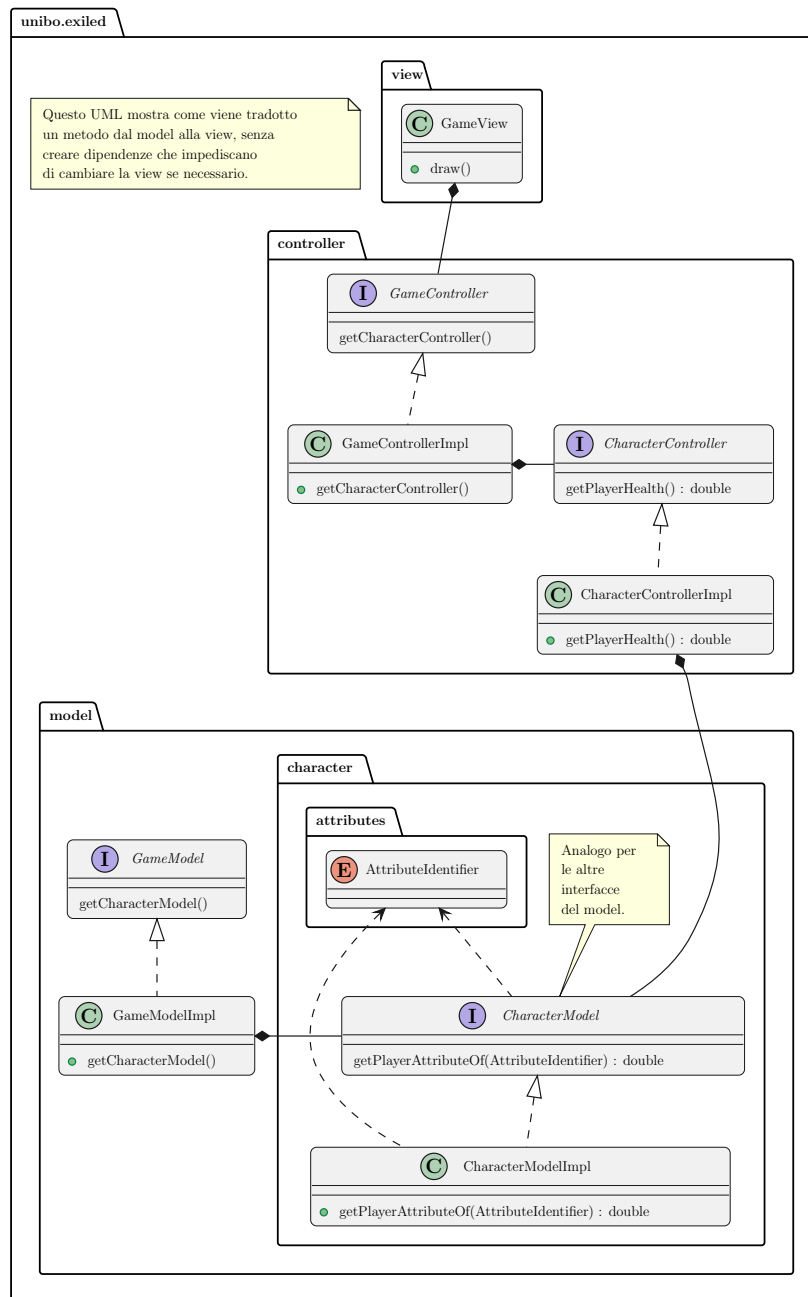 unibo.exiled
view
Questo UML mostra come viene tradotto
un metodo dal model alla view, senza
creare dipendenze che impediscano
di cambiare la view se necessario.
C GameView
draw()
controller
I GameController
getCharacterController()
C GameControllerImpl
getCharacterController()
I CharacterController
getPlayerHealth() : double
C CharacterControllerImpl
getPlayerHealth() : double
model
character
attributes
I GameModel
getCharacterModel()
E AttributeIdentifier
Analogo per
le altre
interfacce
del model.
C GameModelImpl
getCharacterModel()
I CharacterModel
getPlayerAttributeOf(AttributeIdentifier) : double
C CharacterModelImpl
getPlayerAttributeOf(AttributeIdentifier) : double